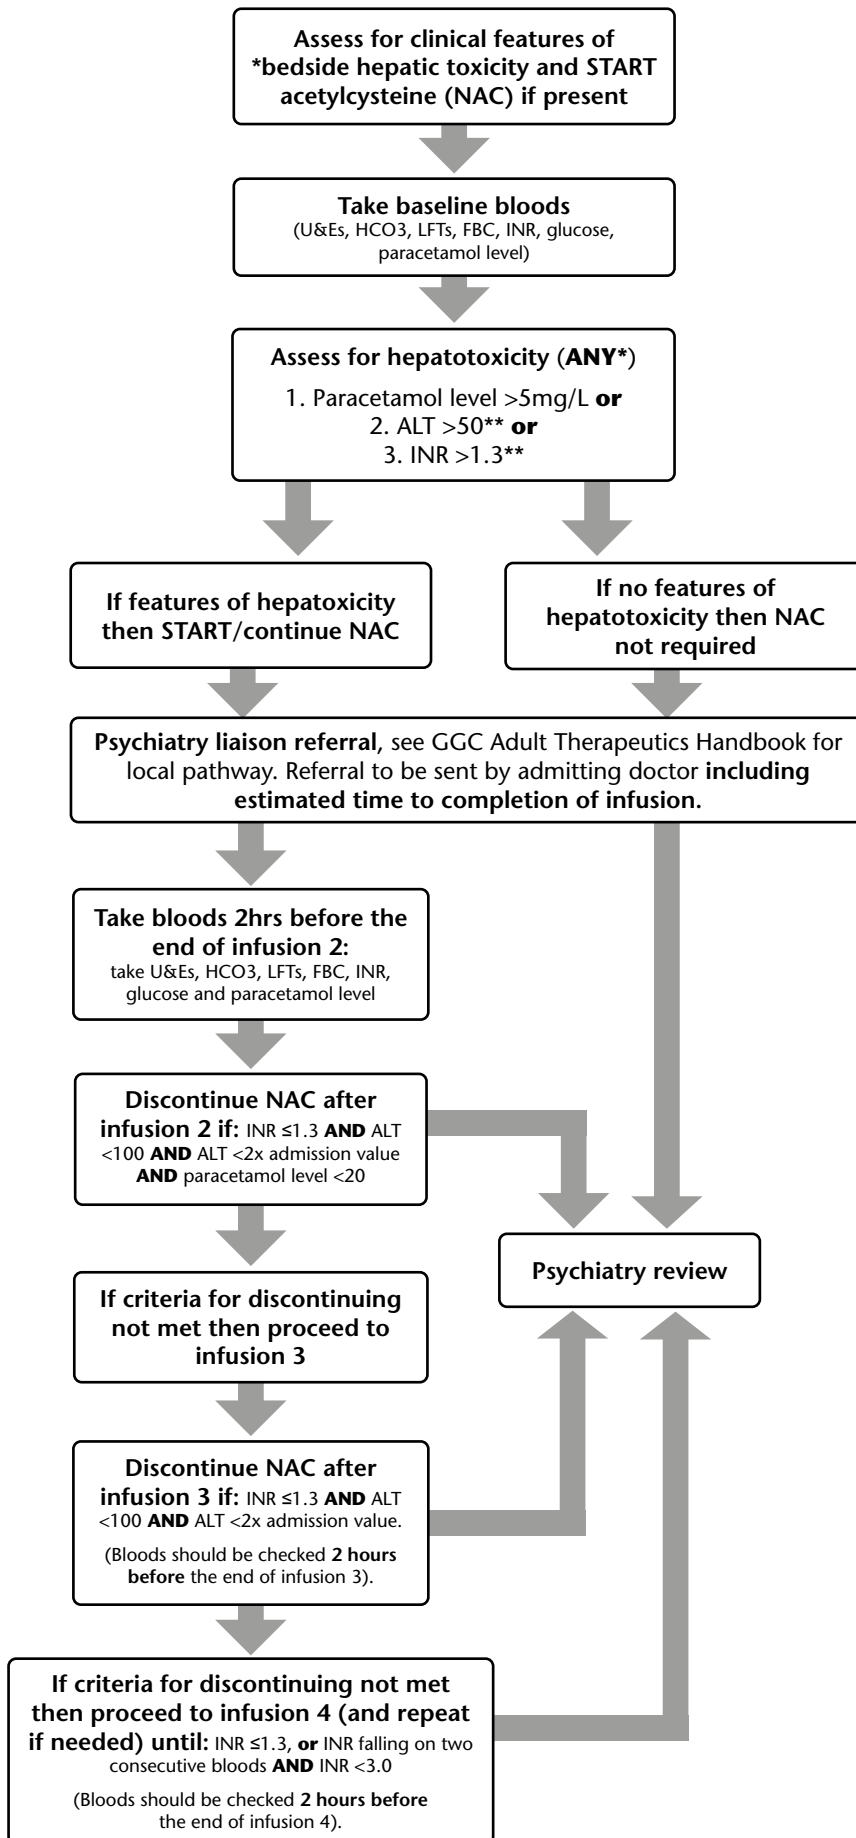 Assess for clinical features of
*bedside hepatic toxicity and START
acetylcysteine (NAC) if present
Take baseline bloods
(U&Es, HCO3, LFTs, FBC, INR, glucose,
paracetamol level)
Assess for hepatotoxicity (ANY*)
1. Paracetamol level >5mg/L or
2. ALT >50** or
3. INR >1.3**
If features of hepatoxicity
then START/continue NAC
If no features of
hepatotoxicity then NAC
not required
Psychiatry liaison referral, see GGC Adult Therapeutics Handbook for
local pathway. Referral to be sent by admitting doctor including
estimated time to completion of infusion.
Take bloods 2hrs before the
end of infusion 2:
take U&Es, HCO3, LFTs, FBC, INR,
glucose and paracetamol level
Discontinue NAC after
infusion 2 if: INR ≤1.3 AND ALT
<100 AND ALT <2x admission value
AND paracetamol level <20
Psychiatry review
If criteria for discontinuing
not met then proceed to
infusion 3
Discontinue NAC after
infusion 3 if: INR ≤1.3 AND ALT
<100 AND ALT <2x admission value.
(Bloods should be checked 2 hours
before the end of infusion 3).
If criteria for discontinuing not met
then proceed to infusion 4 (and repeat
if needed) until: INR ≤1.3, or INR falling on two
consecutive bloods AND INR <3.0
(Bloods should be checked 2 hours before
the end of infusion 4).